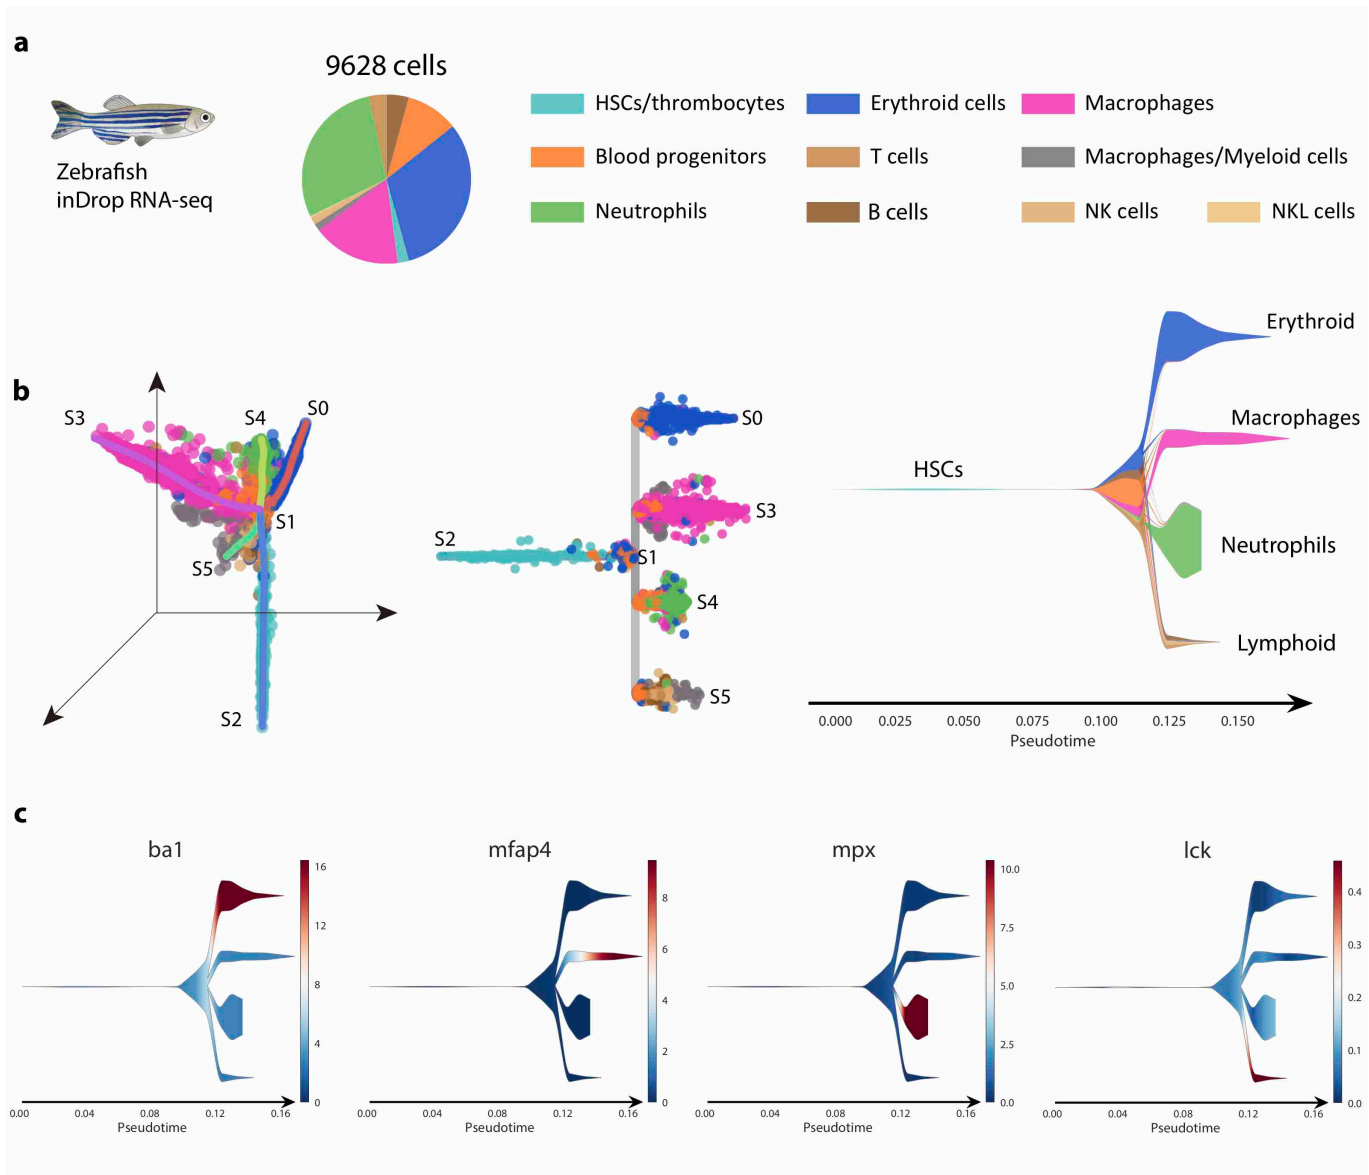 a
9628 cells
Zebrafish
inDrop RNA-seq
HSCs/thrombocytes
Erythroid cells
Macrophages
Blood progenitors
T cells
Macrophages/Myeloid cells
Neutrophils
B cells
NK cells
NKL cells
b
S3
S4
S0
S1
S5
S2
S0
S3
S2
S1
S4
S5
Erythroid
Macrophages
HSCs
Neutrophils
Lymphoid
0.000 0.025 0.050 0.075 0.100 0.125 0.150
Pseudotime
c
ba1
16
12
8
4
0
0.00 0.04 0.08 0.12 0.16
Pseudotime
mfap4
8
6
4
2
0
0.00 0.04 0.08 0.12 0.16
Pseudotime
mpx
10.0
7.5
5.0
2.5
0.0
0.00 0.04 0.08 0.12 0.16
Pseudotime
lck
0.4
0.3
0.2
0.1
0.0
0.00 0.04 0.08 0.12 0.16
Pseudotime